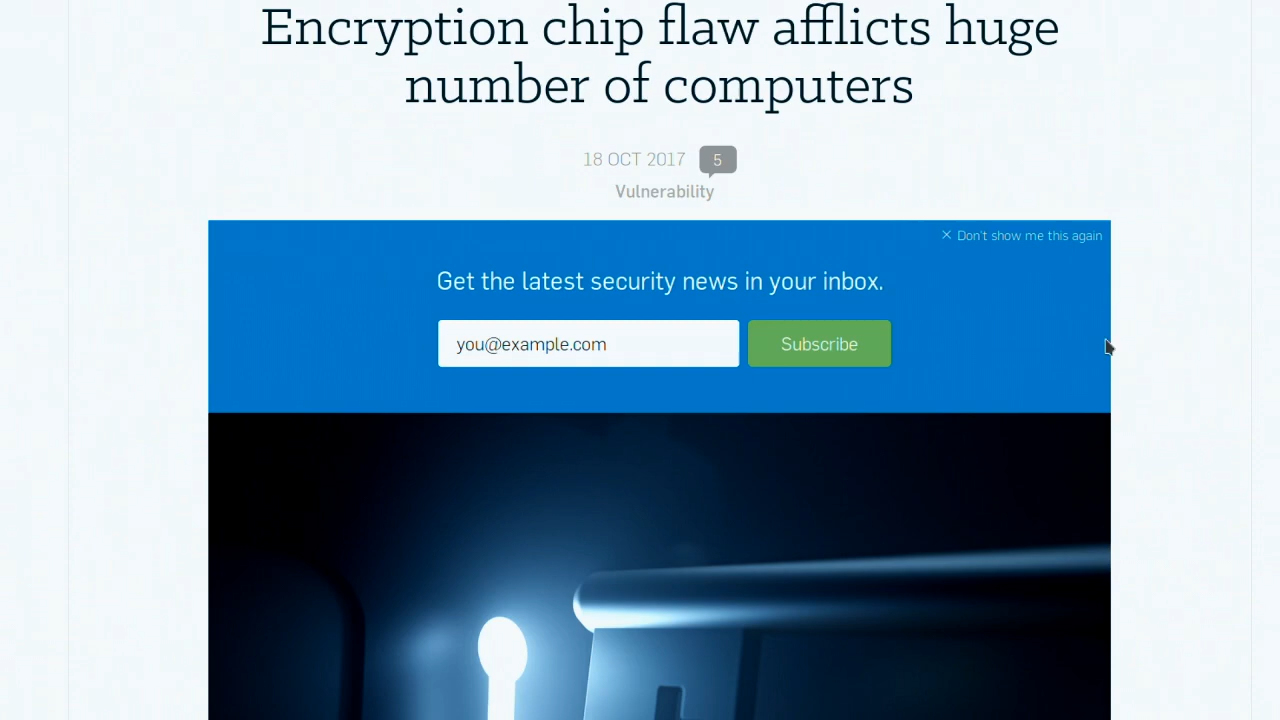 Encryption chip flaw afflicts huge
number of computers
18 OCT 2017 5
Vulnerability
× Don't show me this again
Get the latest security news in your inbox.
you@example.com Subscribe